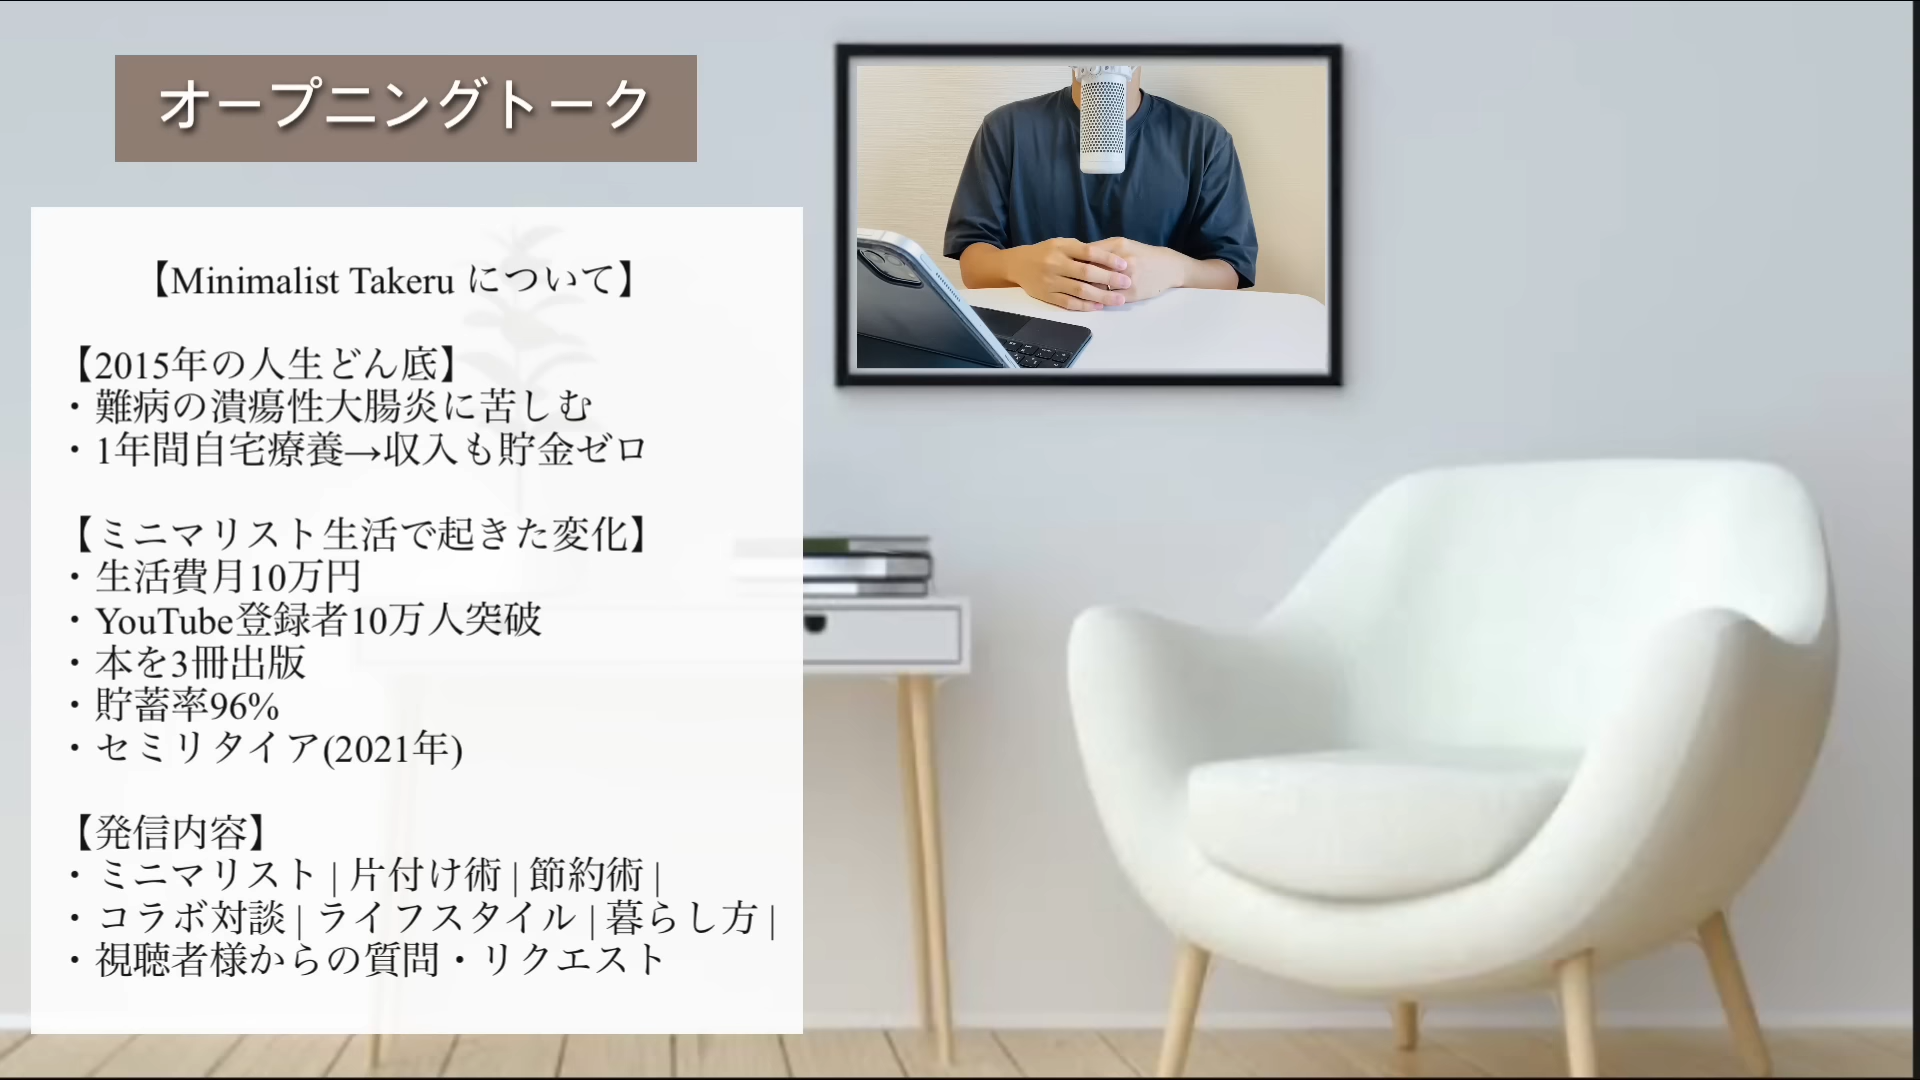 オープニングトーク
【Minimalist Takeru について】
【2015年の人生どん底】
・難病の潰瘍性大腸炎に苦しむ
・1年間自宅療養→収入も貯金ゼロ
【ミニマリスト生活で起きた変化】
・生活費月10万円
・YouTube登録者10万人突破
・本を3冊出版
・貯蓄率96%
・セミリタイア(2021年)
【発信内容】
・ミニマリスト | 片付け術 | 節約術 |
・コラボ対談 | ライフスタイル | 暮らし方 |
・視聴者様からの質問・リクエスト